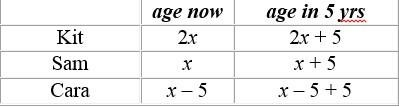 age now age in 5 yrs
Kit 2x 2x + 5
Sam x x + 5
Cara x – 5 x – 5 + 5